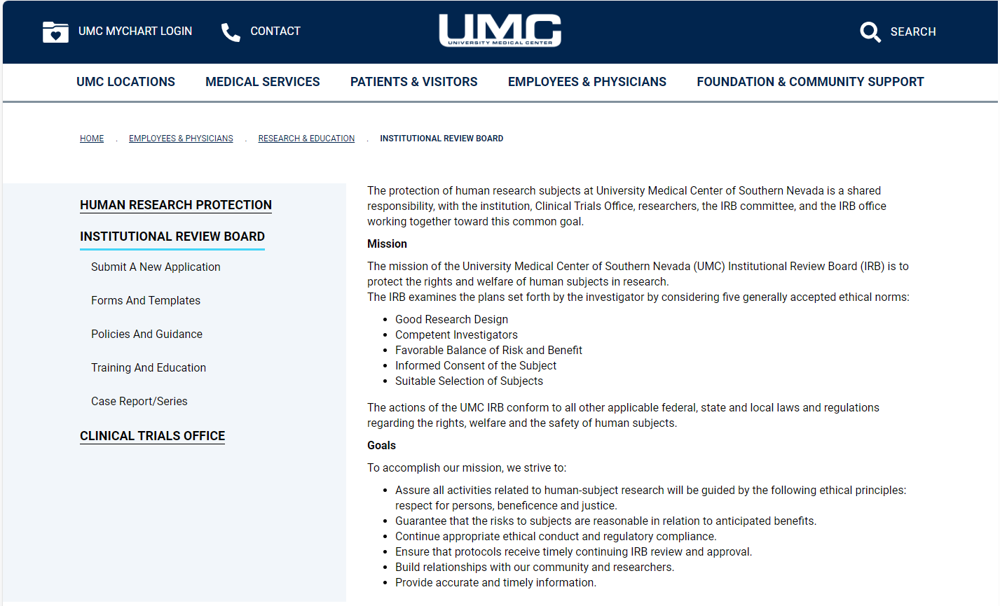 UMC MYCHART LOGIN
CONTACT
UMC
UNIVERSITY MEDICAL CENTER
SEARCH
UMC LOCATIONS
MEDICAL SERVICES
PATIENTS & VISITORS
EMPLOYEES & PHYSICIANS
FOUNDATION & COMMUNITY SUPPORT
HOME . EMPLOYEES & PHYSICIANS . RESEARCH & EDUCATION . INSTITUTIONAL REVIEW BOARD
HUMAN RESEARCH PROTECTION
INSTITUTIONAL REVIEW BOARD
Submit A New Application
Forms And Templates
Policies And Guidance
Training And Education
Case Report/Series
CLINICAL TRIALS OFFICE
The protection of human research subjects at University Medical Center of Southern Nevada is a shared
responsibility, with the institution, Clinical Trials Office, researchers, the IRB committee, and the IRB office
working together toward this common goal.
Mission
The mission of the University Medical Center of Southern Nevada (UMC) Institutional Review Board (IRB) is to
protect the rights and welfare of human subjects in research.
The IRB examines the plans set forth by the investigator by considering five generally accepted ethical norms:
• Good Research Design
• Competent Investigators
• Favorable Balance of Risk and Benefit
• Informed Consent of the Subject
• Suitable Selection of Subjects
The actions of the UMC IRB conform to all other applicable federal, state and local laws and regulations
regarding the rights, welfare and the safety of human subjects.
Goals
To accomplish our mission, we strive to:
• Assure all activities related to human-subject research will be guided by the following ethical principles:
respect for persons, beneficence and justice.
• Guarantee that the risks to subjects are reasonable in relation to anticipated benefits.
• Continue appropriate ethical conduct and regulatory compliance.
• Ensure that protocols receive timely continuing IRB review and approval.
• Build relationships with our community and researchers.
• Provide accurate and timely information.